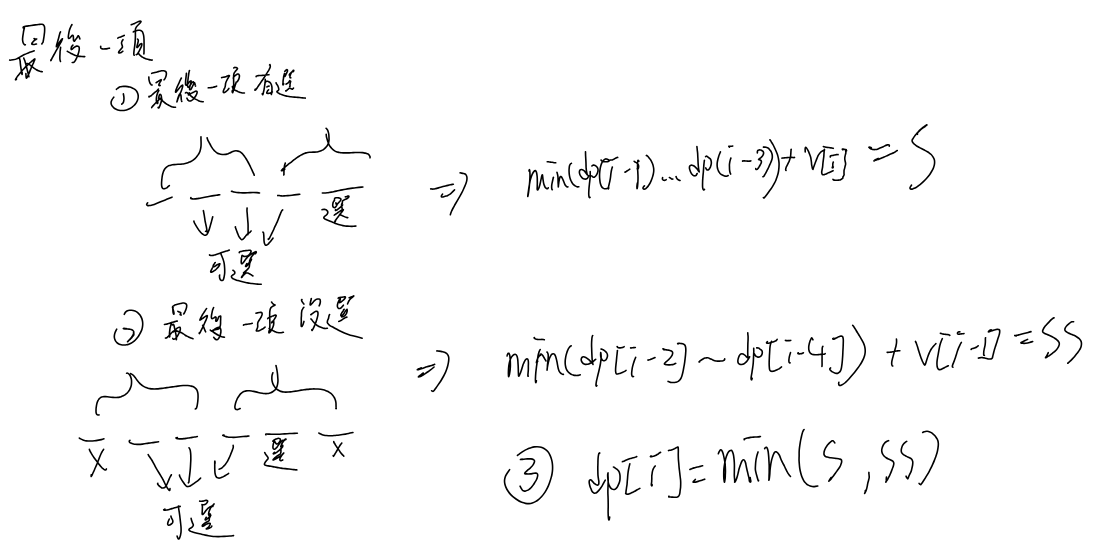 最後一項
① 最後一項有選
選
可選
⇒ min(dp(i-1)...dp(i-3))+v[i] = S
② 最後一項沒選
X 選 X
可選
⇒ min(dp[i-2] ~ dp[i-4]) + v[i-1] = SS
③ dp[i] = min(S, SS)